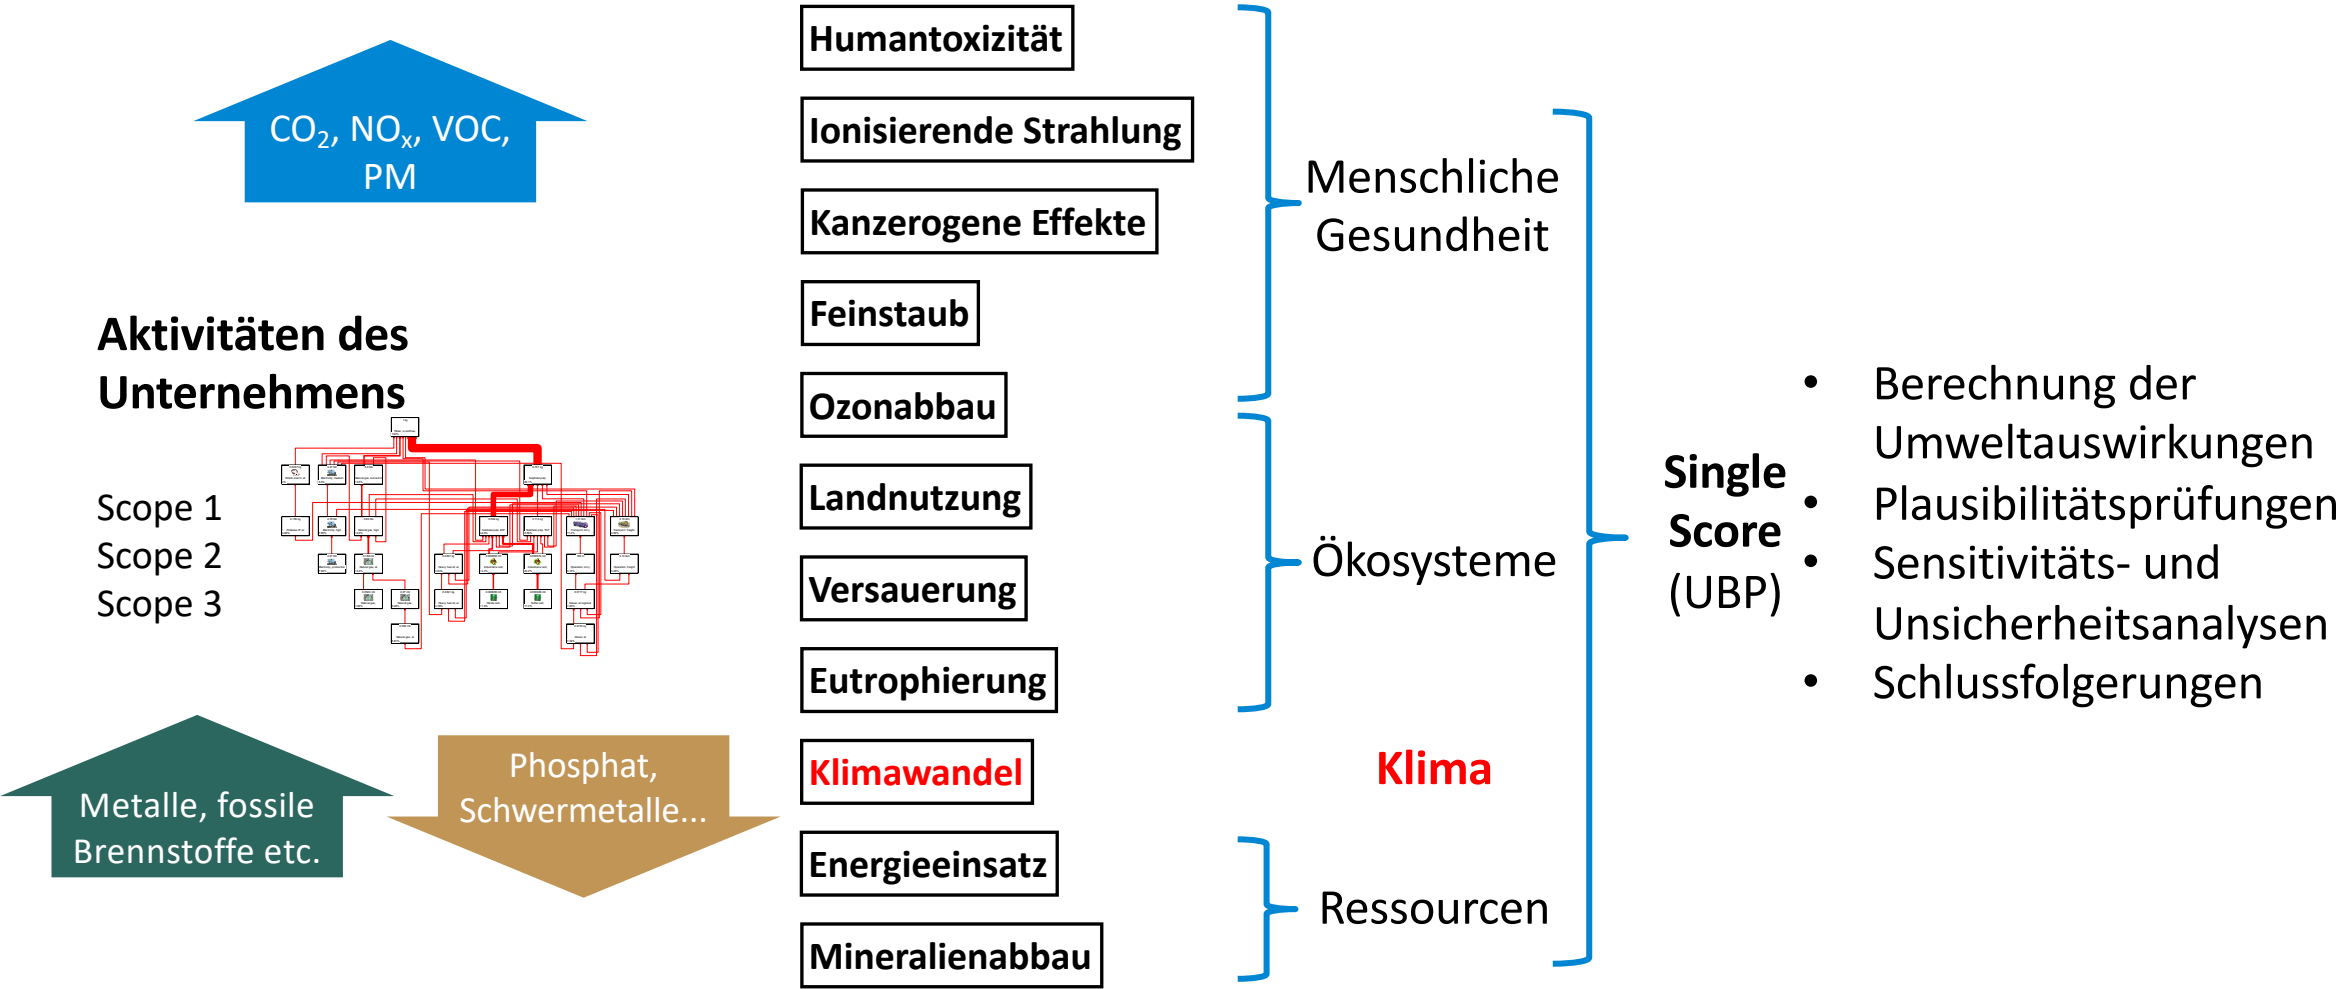 CO₂, NOₓ, VOC,
PM
Aktivitäten des
Unternehmens
Scope 1
Scope 2
Scope 3
Metalle, fossile
Brennstoffe etc.
Phosphat,
Schwermetalle...
Humantoxizität
Ionisierende Strahlung
Kanzerogene Effekte
Feinstaub
Ozonabbau
Landnutzung
Versauerung
Eutrophierung
Klimawandel
Energieeinsatz
Mineralienabbau
Menschliche
Gesundheit
Ökosysteme
Klima
Ressourcen
Single
Score
(UBP)
• Berechnung der
Umweltauswirkungen
• Plausibilitätsprüfungen
• Sensitivitäts- und
Unsicherheitsanalysen
• Schlussfolgerungen